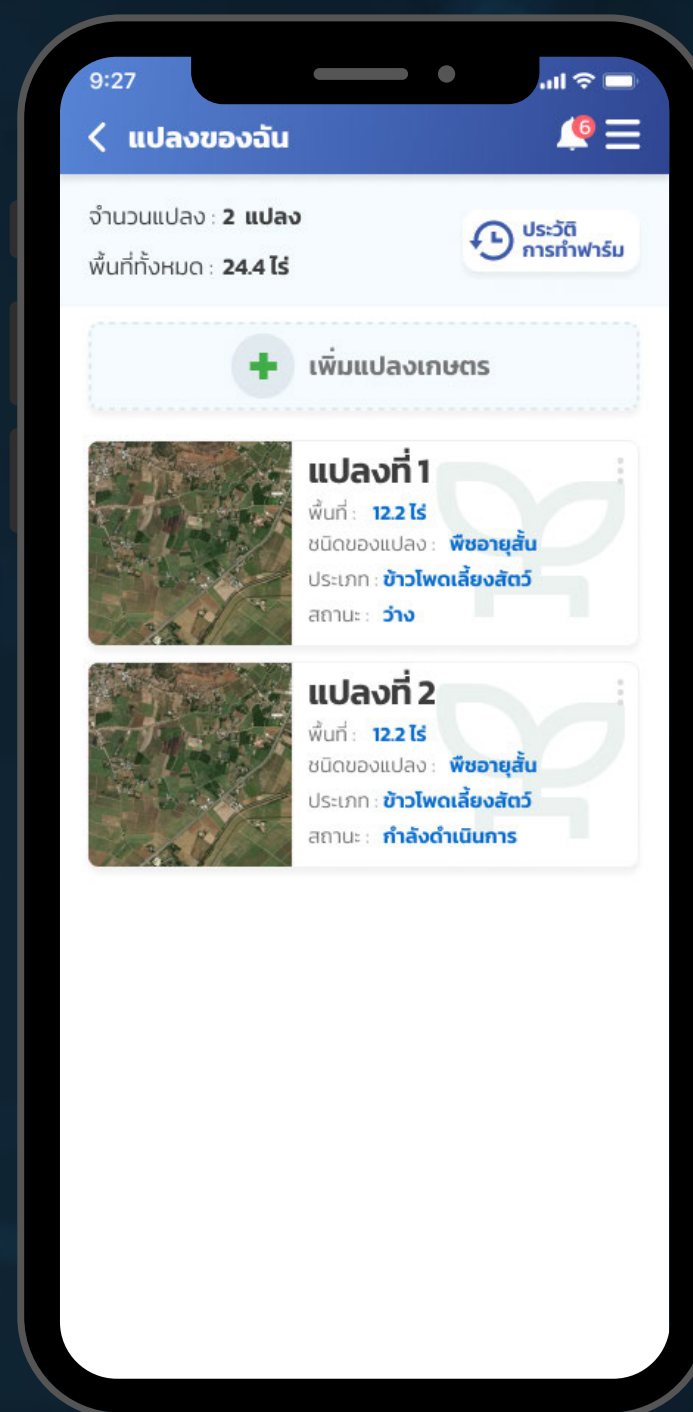 9:27
แปลงของฉัน
6
จำนวนแปลง : 2 แปลง
พื้นที่ทั้งหมด : 24.4 ไร่
ประวัติ
การทำฟาร์ม
เพิ่มแปลงเกษตร
แปลงที่ 1
พื้นที่ : 12.2 ไร่
ชนิดของแปลง : พืชอายุสั้น
ประเภท : ข้าวโพดเลี้ยงสัตว์
สถานะ : ว่าง
แปลงที่ 2
พื้นที่ : 12.2 ไร่
ชนิดของแปลง : พืชอายุสั้น
ประเภท : ข้าวโพดเลี้ยงสัตว์
สถานะ : กำลังดำเนินการ